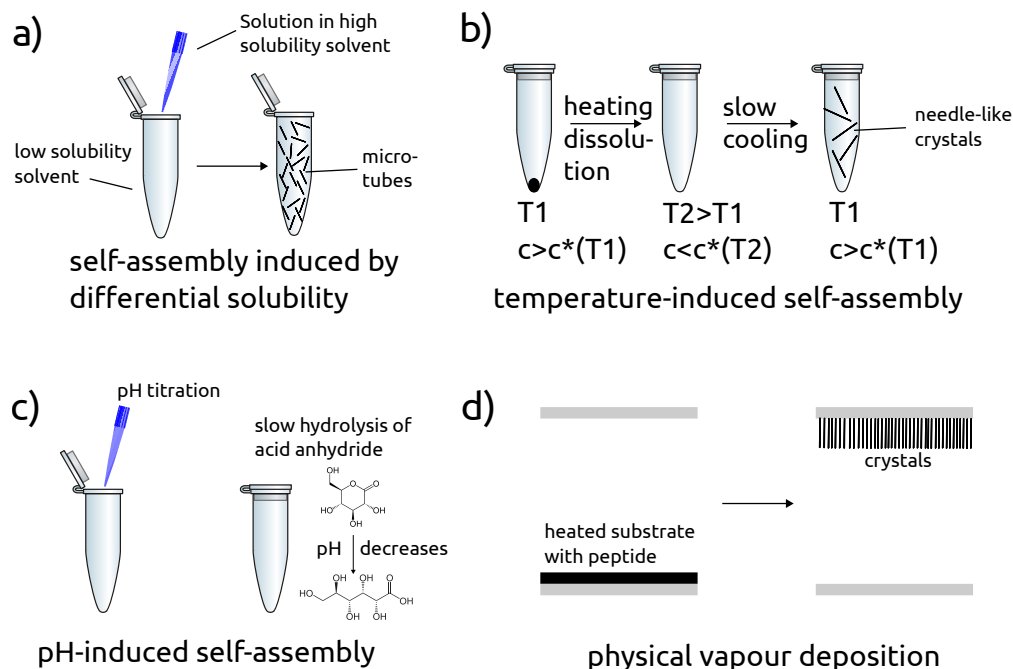 a)
Solution in high
solubility solvent
low solubility
solvent
micro-
tubes
self-assembly induced by
differential solubility
b)
heating
dissolu-
tion
slow
cooling
needle-like
crystals
T1
c>c*(T1)
T2>T1
c<c*(T2)
T1
c>c*(T1)
temperature-induced self-assembly
c)
pH titration
slow hydrolysis of
acid anhydride
OH
HO
O
O
HO
OH
OH
pH decreases
OH
OH
O
HO
OH
OH
OH
pH-induced self-assembly
d)
heated substrate
with peptide
crystals
physical vapour deposition